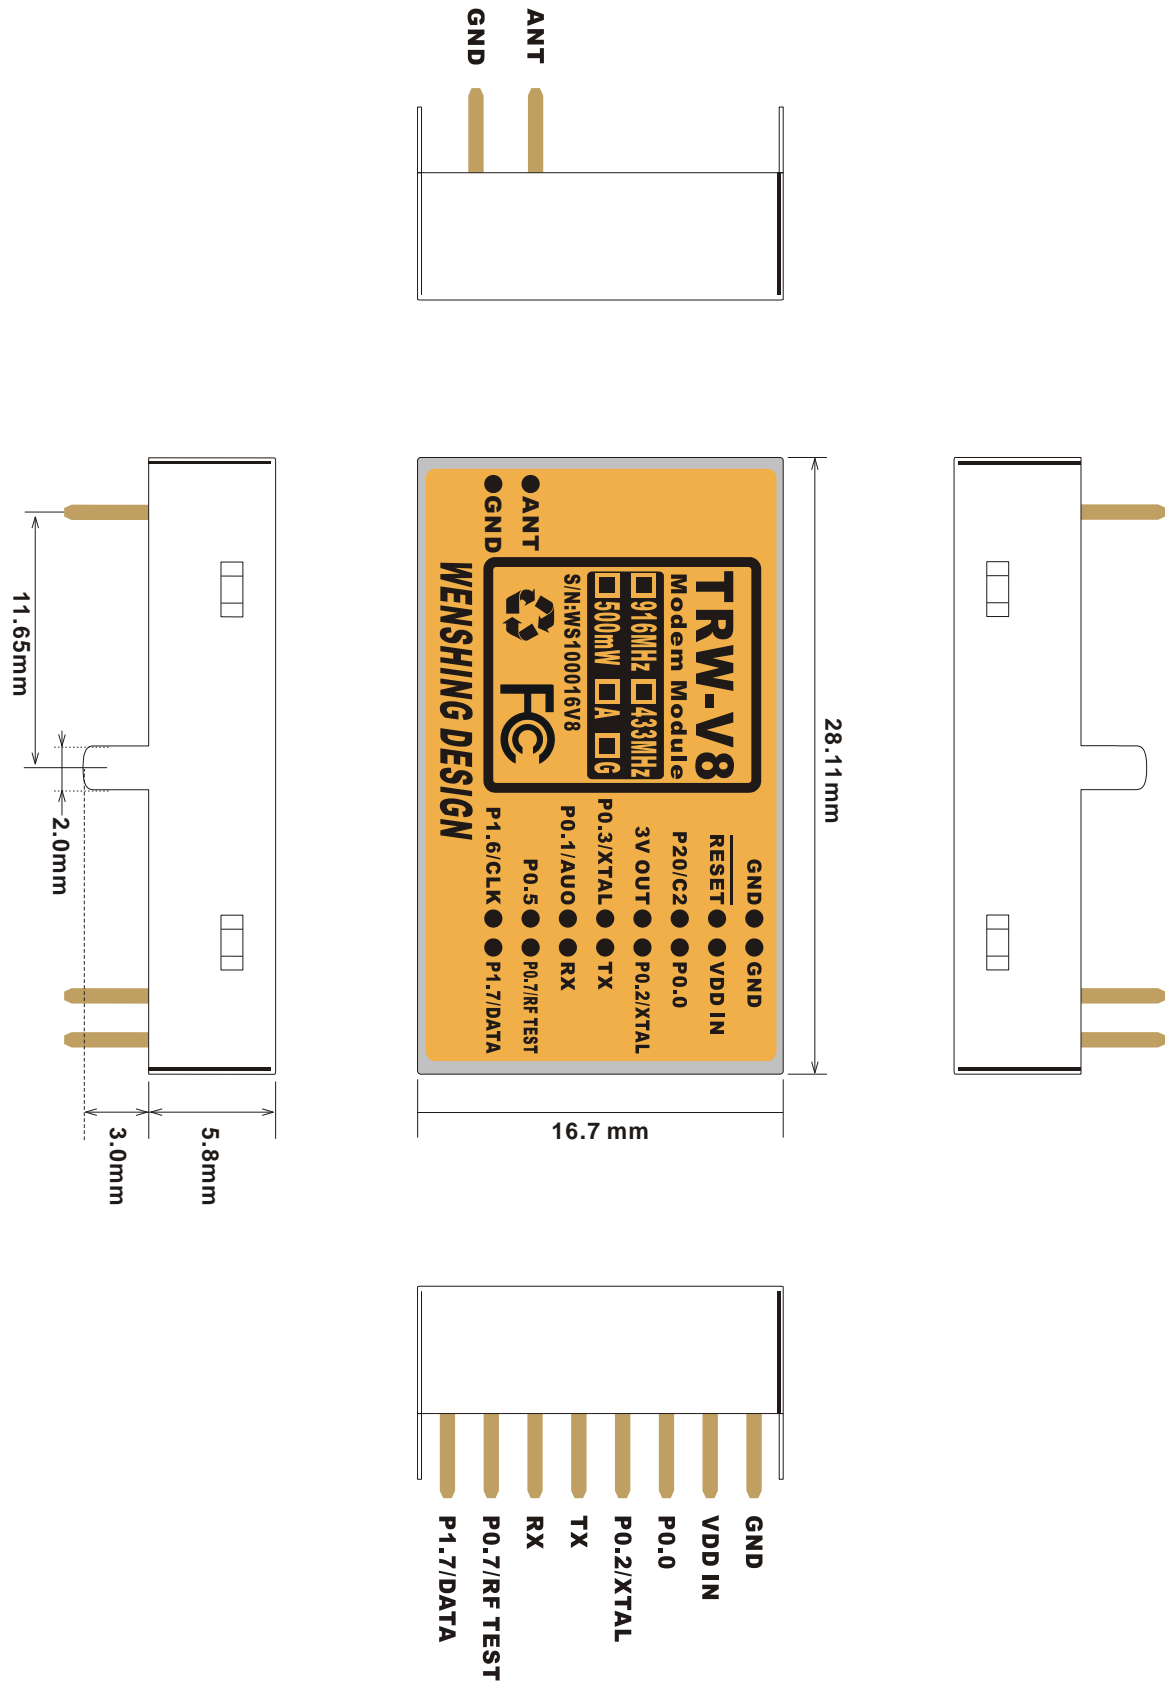 GND
ANT
ANT
GND
TRW-V8
Modem Module
916MHz 433MHz
500mW A G
S/N:WS100016V8
FC
WENSHING DESIGN
GND
GND
RESET
VDD IN
P20/C2
P0.0
3V OUT
P0.2/XTAL
P0.3/XTAL
TX
P0.1/AUO
RX
P0.5
P0.7/RF TEST
P1.6/CLK
P1.7/DATA
28.11mm
16.7 mm
11.65mm
2.0mm
3.0mm
5.8mm
GND
VDD IN
P0.0
P0.2/XTAL
TX
RX
P0.7/RF TEST
P1.7/DATA